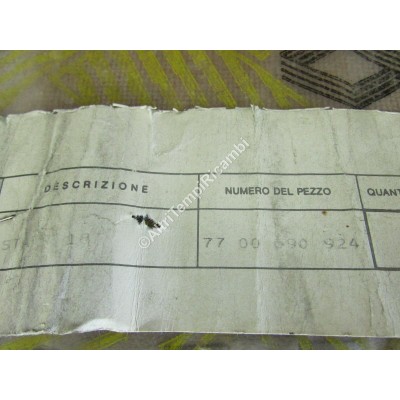 DESCRIZIONE NUMERO DEL PEZZO QUANT
77 00 690 924
AltriTempiRicambi